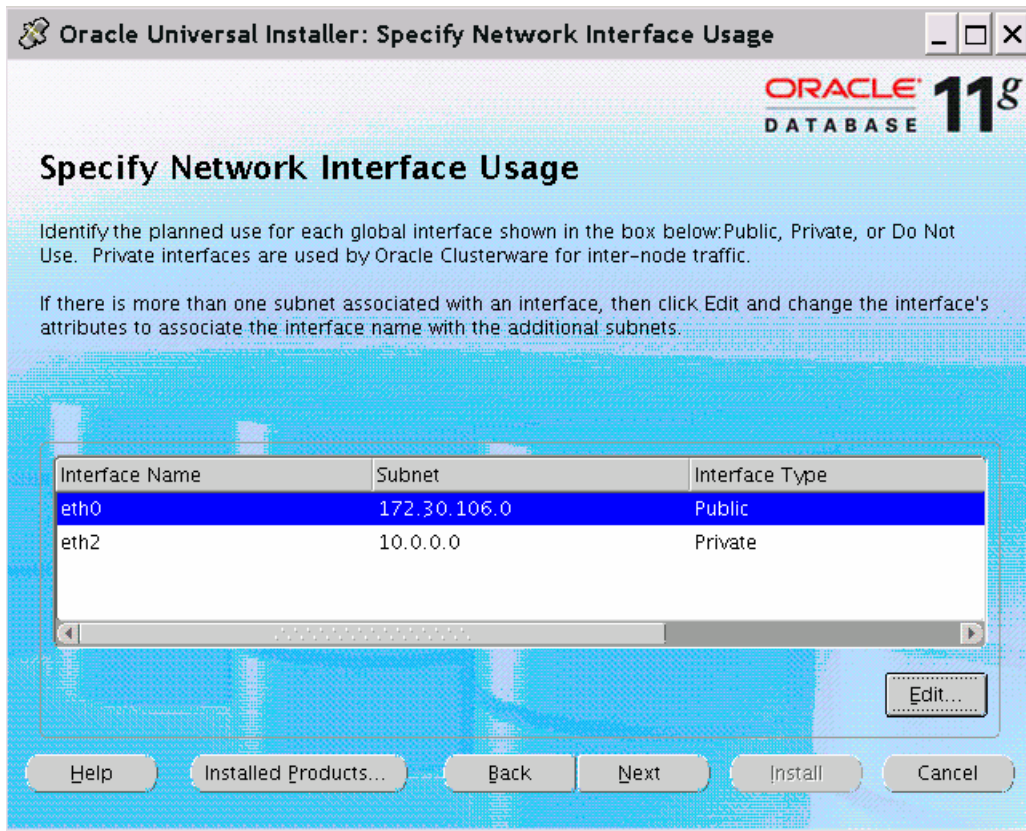 Oracle Universal Installer: Specify Network Interface Usage
ORACLE 11g
DATABASE
Specify Network Interface Usage
Identify the planned use for each global interface shown in the box below:Public, Private, or Do Not
Use. Private interfaces are used by Oracle Clusterware for inter-node traffic.
If there is more than one subnet associated with an interface, then click Edit and change the interface's
attributes to associate the interface name with the additional subnets.
Interface Name Subnet Interface Type
eth0 172.30.106.0 Public
eth2 10.0.0.0 Private
Edit...
Help Installed Products... Back Next Install Cancel